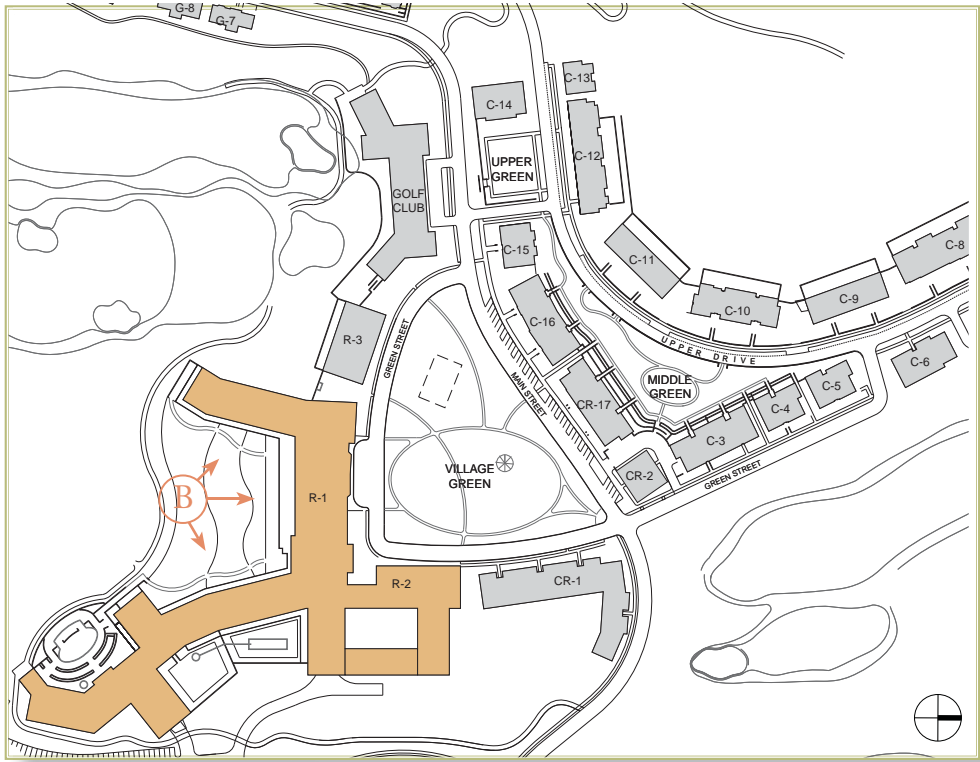 G-8
G-7
C-13
C-14
C-12
UPPER
GREEN
GOLF
CLUB
C-15
C-11
C-8
C-10
C-9
C-16
R-3
GREEN STREET
UPPER DRIVE
C-6
MAIN STREET
MIDDLE
GREEN
C-5
CR-17
C-4
C-3
VILLAGE
GREEN
CR-2
GREEN STREET
B
R-1
R-2
CR-1